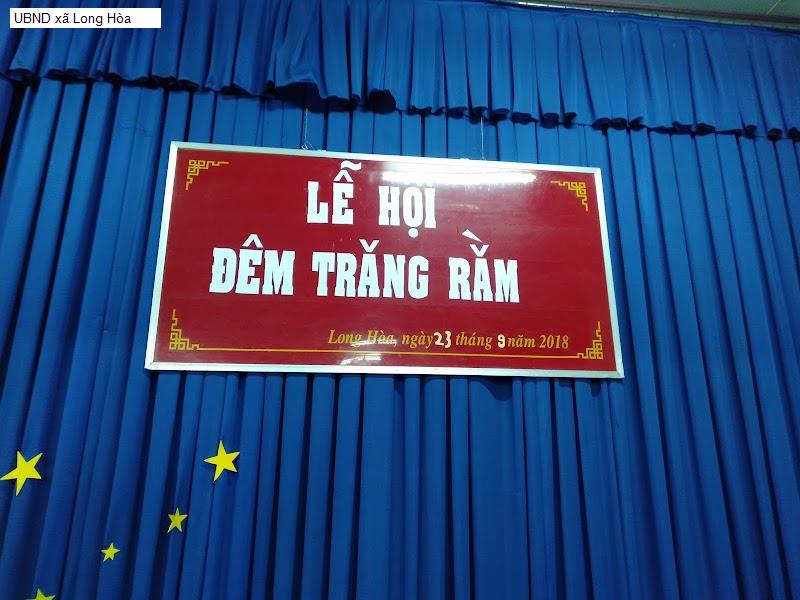 UBND xã Long Hòa
LỄ HỘI
ĐÊM TRĂNG RẰM
Long Hòa, ngày 23 tháng 9 năm 2018